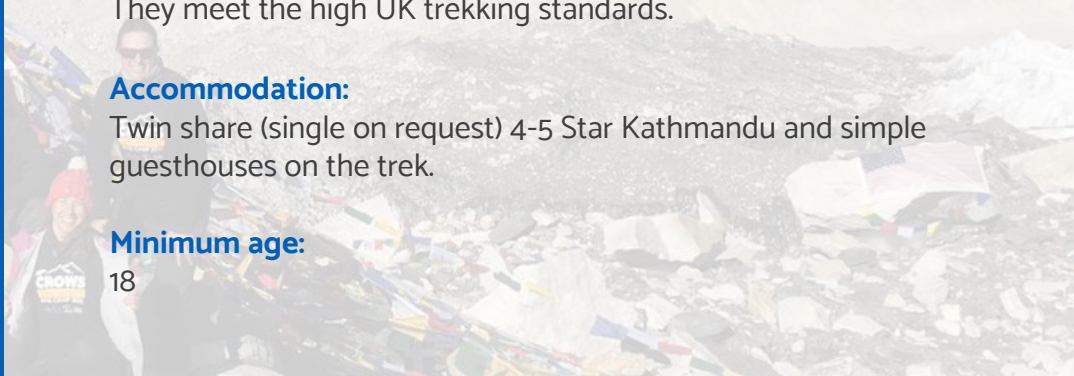 They meet the high UK trekking standards.
Accommodation:
Twin share (single on request) 4-5 Star Kathmandu and simple
guesthouses on the trek.
Minimum age:
18
CROWS